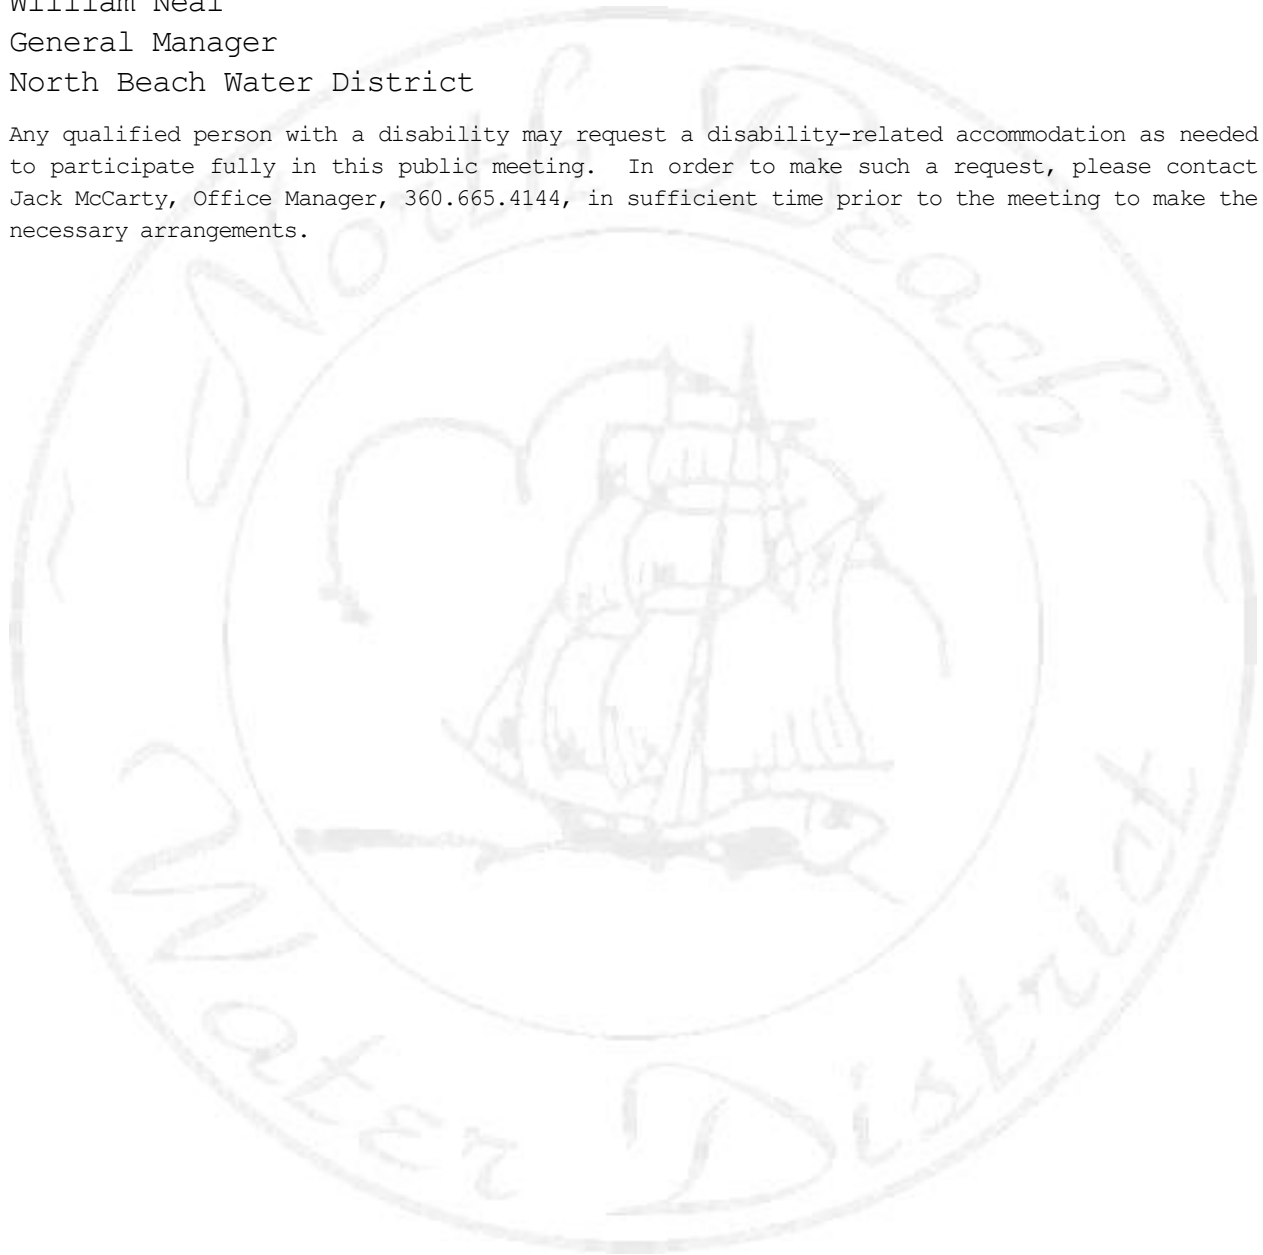 William Neal
General Manager
North Beach Water District
Any qualified person with a disability may request a disability-related accommodation as needed
to participate fully in this public meeting.  In order to make such a request, please contact
Jack McCarty, Office Manager, 360.665.4144, in sufficient time prior to the meeting to make the
necessary arrangements.
North Beach
Water District